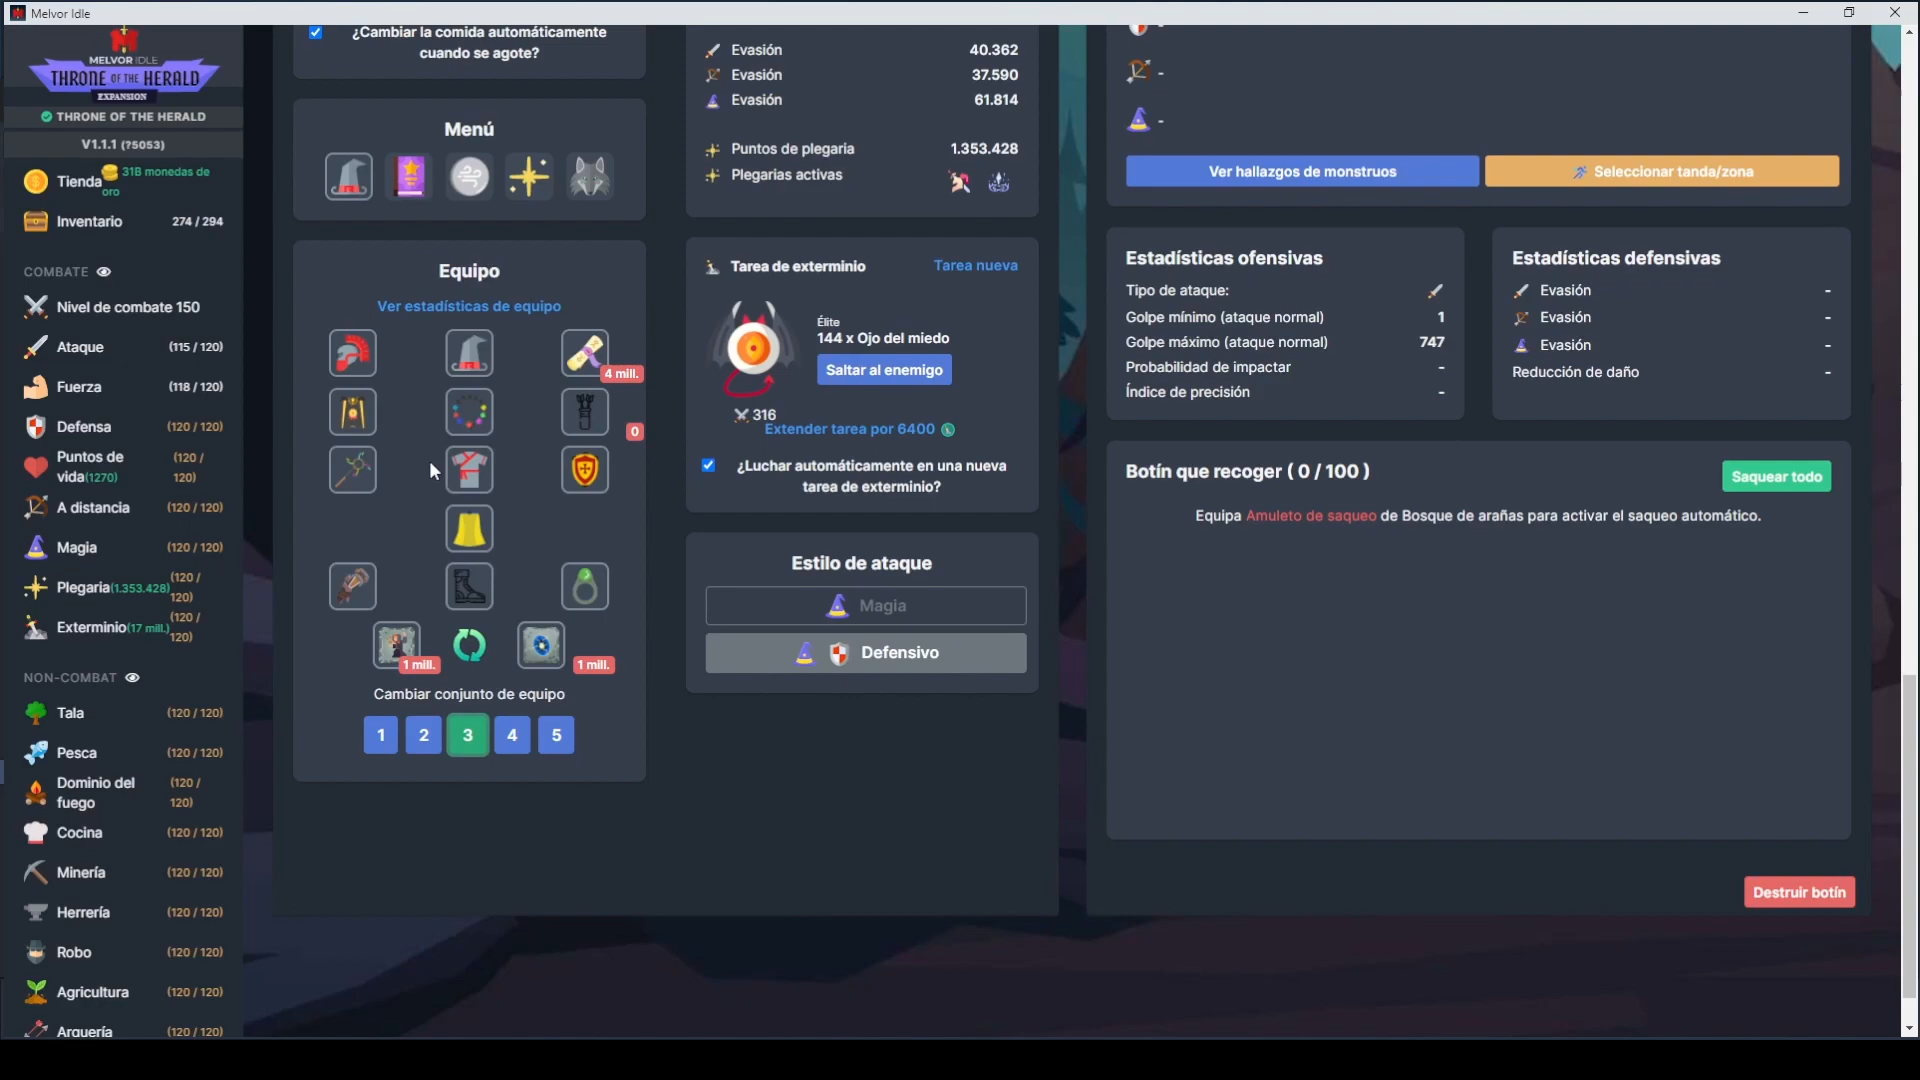 Melvor Idle
MELVOR IDLE
THRONE OF THE HERALD
EXPANSION
THRONE OF THE HERALD
V1.1.1 (?5053)
Tienda
31B monedas de
oro
Inventario 274 / 294
COMBATE
Nivel de combate 150
Ataque (115 / 120)
Fuerza (118 / 120)
Defensa (120 / 120)
Puntos de
vida(1270)
(120 /
120)
A distancia (120 / 120)
Magia (120 / 120)
Plegaria(1.353.428)
(120 /
120)
Exterminio(17 mill.)
(120 /
120)
NON-COMBAT
Tala (120 / 120)
Pesca (120 / 120)
Dominio del
fuego
(120 /
120)
Cocina (120 / 120)
Minería (120 / 120)
Herrería (120 / 120)
Robo (120 / 120)
Agricultura (120 / 120)
Arquería (120 / 120)
¿Cambiar la comida automáticamente
cuando se agote?
Menú
Equipo
Ver estadísticas de equipo
4 mill.
0
1 mill.
1 mill.
Cambiar conjunto de equipo
1 2 3 4 5
Evasión 40.362
Evasión 37.590
Evasión 61.814
Puntos de plegaria 1.353.428
Plegarias activas
Tarea de exterminio Tarea nueva
Élite
144 x Ojo del miedo
Saltar al enemigo
316
Extender tarea por 6400
¿Luchar automáticamente en una nueva
tarea de exterminio?
Estilo de ataque
Magia
Defensivo
-
-
-
Ver hallazgos de monstruos
Seleccionar tanda/zona
Estadísticas ofensivas
Tipo de ataque:
Golpe mínimo (ataque normal) 1
Golpe máximo (ataque normal) 747
Probabilidad de impactar -
Índice de precisión -
Estadísticas defensivas
Evasión -
Evasión -
Evasión -
Reducción de daño -
Botín que recoger ( 0 / 100 )
Saquear todo
Equipa Amuleto de saqueo de Bosque de arañas para activar el saqueo automático.
Destruir botín